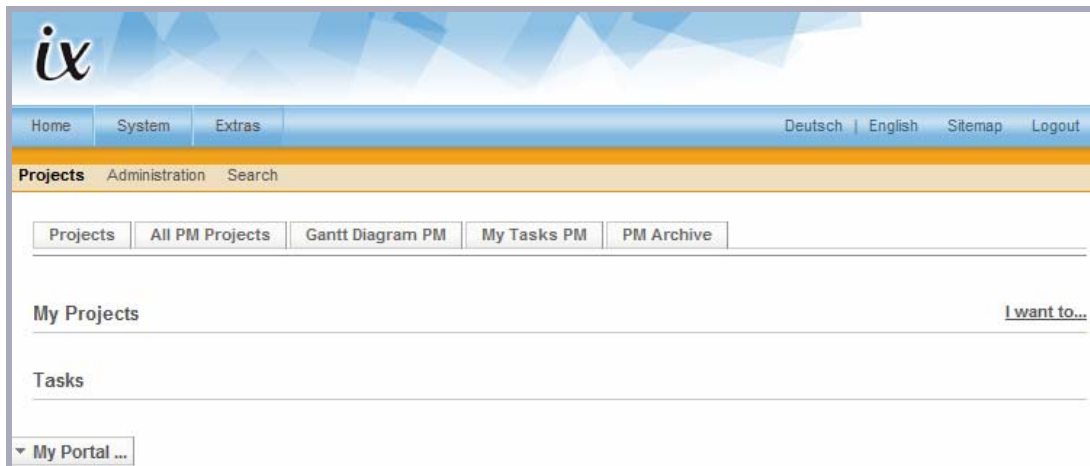 ix
Home System Extras Deutsch | English Sitemap Logout
Projects Administration Search
Projects All PM Projects Gantt Diagram PM My Tasks PM PM Archive
My Projects I want to...
Tasks
My Portal ...